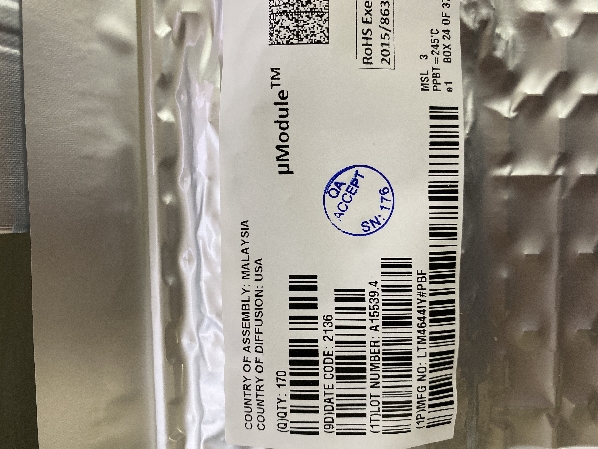 COUNTRY OF ASSEMBLY: MALAYSIA
COUNTRY OF DIFFUSION: USA
µModule™
RoHS Exe
2015/863
(Q)QTY: 170
(9D)DATE CODE: 2136
QA
ACCEPT
SN: 176
(1T)LOT NUMBER: A15539.4
MSL 3
PPBT = 245°C
e1 BOX 24 OF 3
(1P)MFG NO: LTM4644IY#PBF